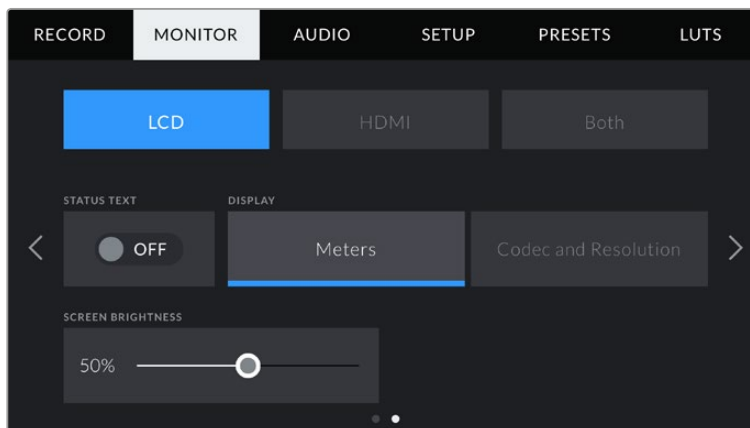 RECORD MONITOR AUDIO SETUP PRESETS LUTS
LCD HDMI Both
STATUS TEXT DISPLAY
OFF Meters Codec and Resolution
SCREEN BRIGHTNESS
50%